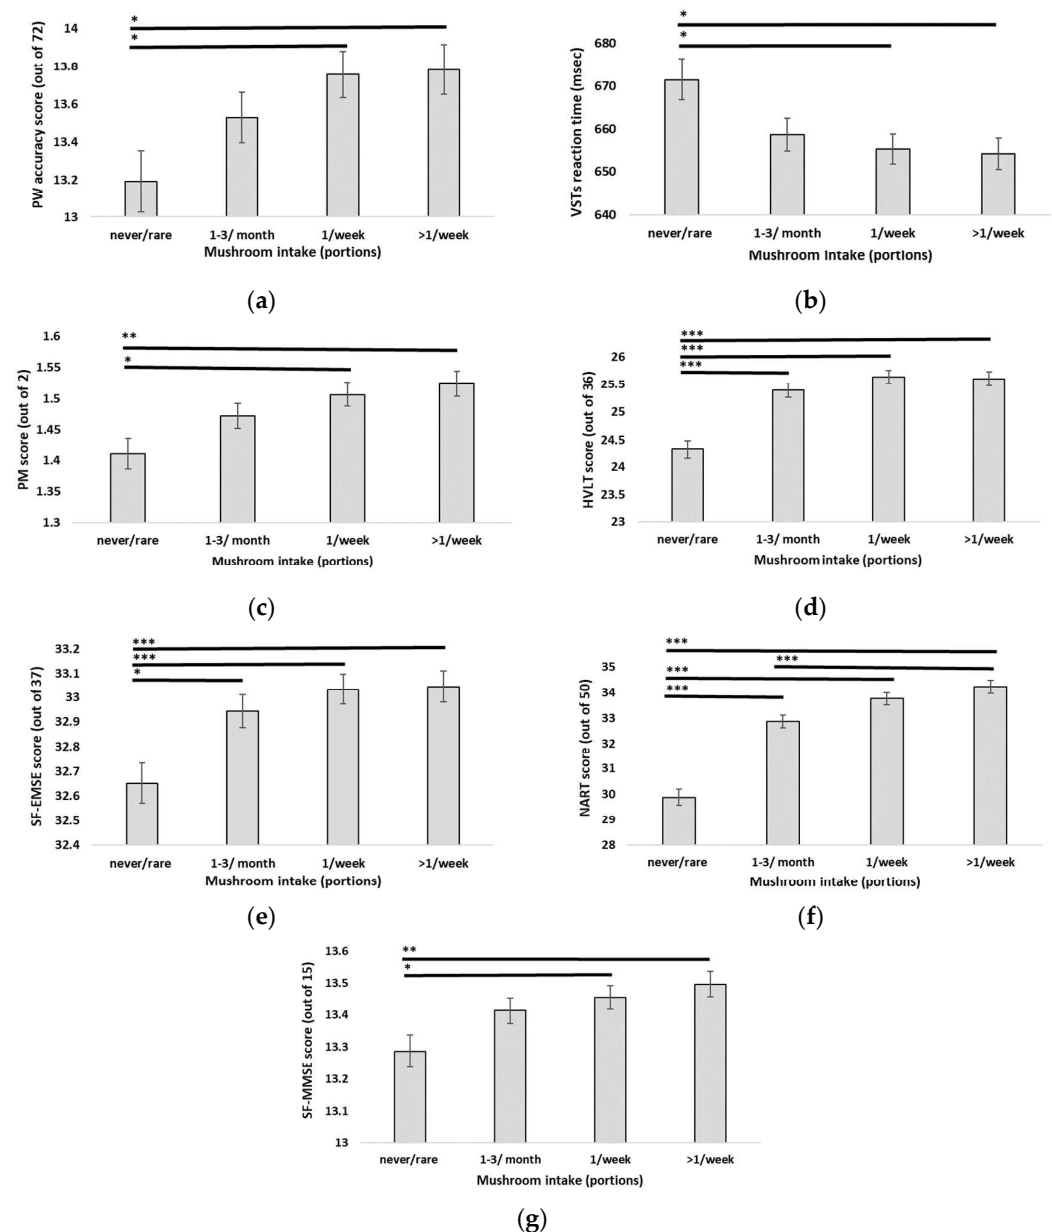 PW accuracy score (out of 72)
14
13.8
13.6
13.4
13.2
13
*
*
never/rare 1-3/ month 1/week >1/week
Mushroom intake (portions)
(a)
VSTs reaction time (msec)
680
670
660
650
640
*
*
never/rare 1-3/ month 1/week >1/week
Mushroom Intake (portions)
(b)
PM score (out of 2)
1.6
1.55
1.5
1.45
1.4
1.35
1.3
**
*
never/rare 1-3/ month 1/week >1/week
Mushroom intake (portions)
(c)
HVLT score (out of 36)
26
25.5
25
24.5
24
23.5
23
***
***
***
never/rare 1-3/ month 1/week >1/week
Mushroom intake (portions)
(d)
SF-EMSE score (out of 37)
33.2
33.1
33
32.9
32.8
32.7
32.6
32.5
32.4
***
***
*
never/rare 1-3/ month 1/week >1/week
Mushroom intake (portions)
(e)
NART score (out of 50)
35
34
33
32
31
30
29
28
***
***
***
***
never/rare 1-3/ month 1/week >1/week
Mushroom intake (portions)
(f)
SF-MMSE score (out of 15)
13.6
13.5
13.4
13.3
13.2
13.1
13
**
*
never/rare 1-3/ month 1/week >1/week
Mushroom intake (portions)
(g)